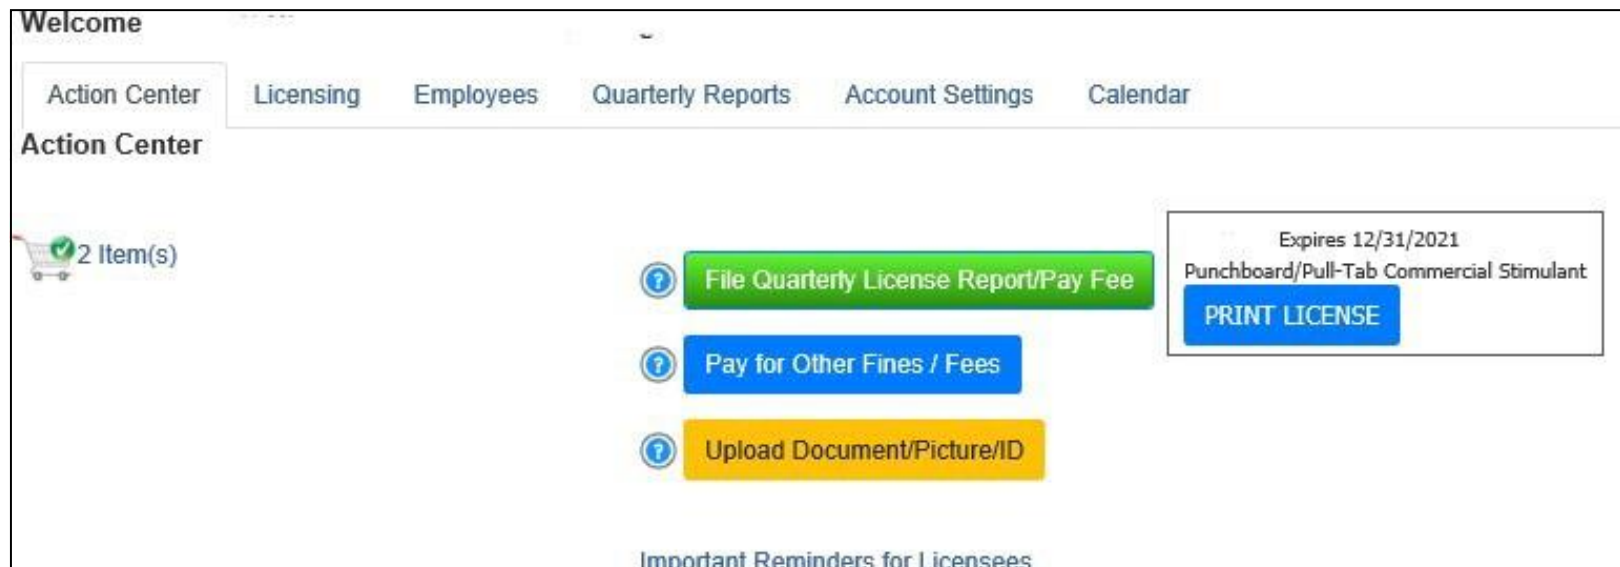 Welcome
Action Center Licensing Employees Quarterly Reports Account Settings Calendar
Action Center
2 Item(s)
Expires 12/31/2021
Punchboard/Pull-Tab Commercial Stimulant
PRINT LICENSE
? File Quarterly License Report/Pay Fee
? Pay for Other Fines / Fees
? Upload Document/Picture/ID
Important Reminders for Licensees